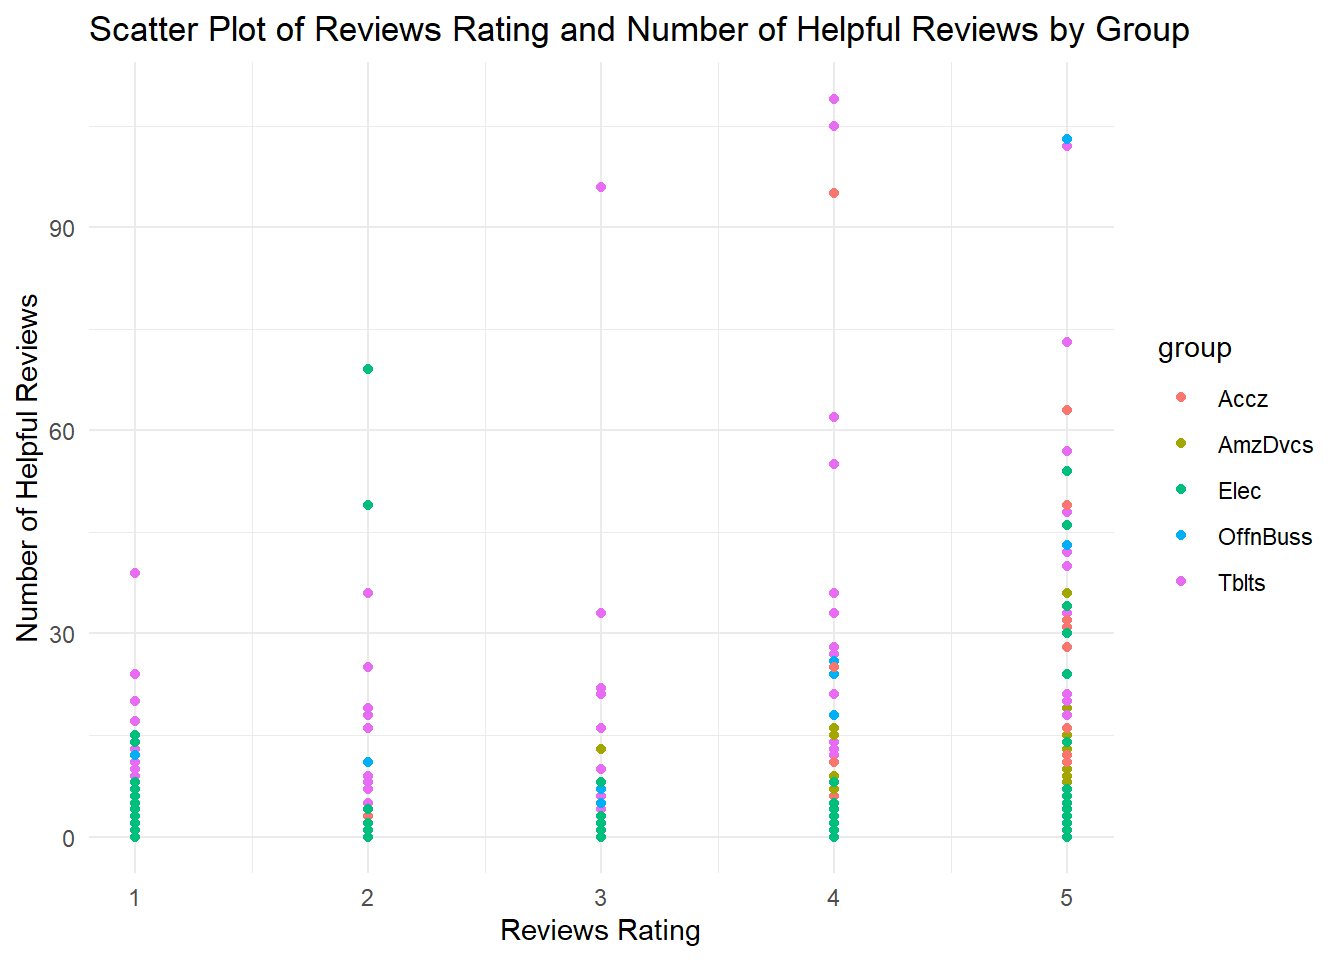 Scatter Plot of Reviews Rating and Number of Helpful Reviews by Group
Number of Helpful Reviews
90
60
30
0
1 2 3 4 5
Reviews Rating
group
Accz
AmzDvcs
Elec
OffnBuss
Tblts